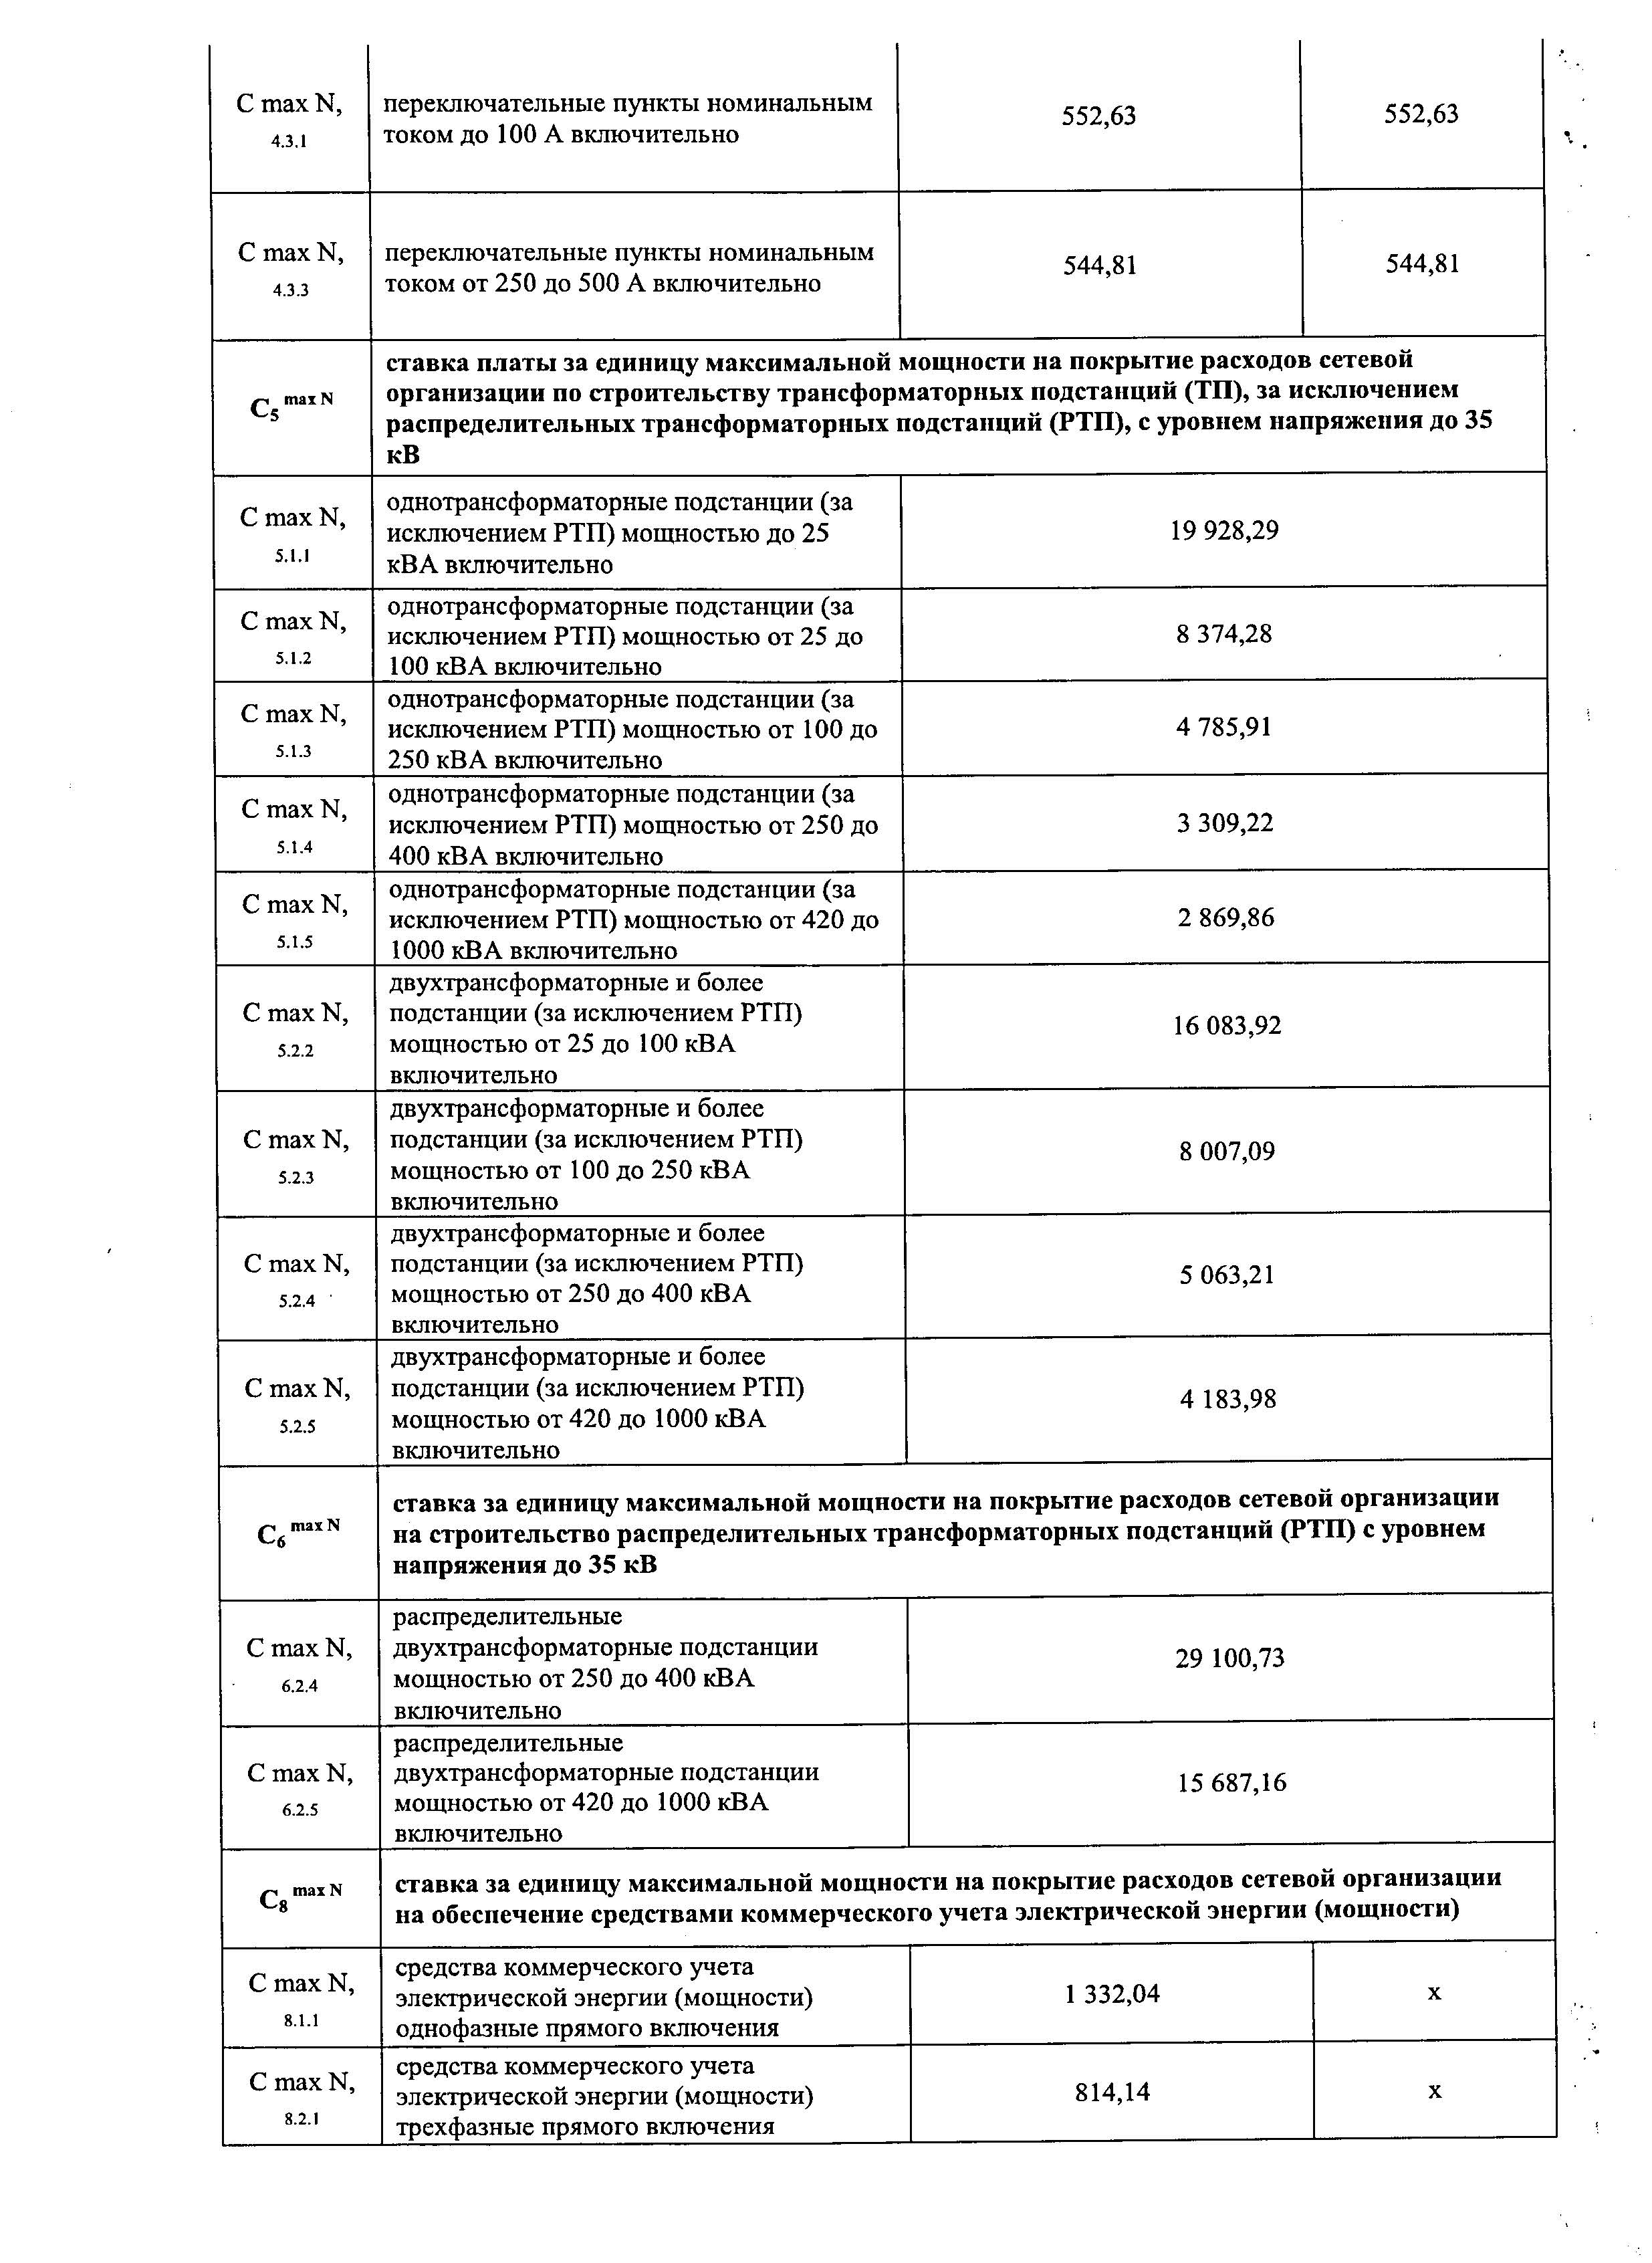 C max N,
4.3.1
переключательные пункты номинальным
током до 100 А включительно
552,63
552,63
C max N,
4.3.3
переключательные пункты номинальным
током от 250 до 500 А включительно
544,81
544,81
C5 max N
ставка платы за единицу максимальной мощности на покрытие расходов сетевой
организации по строительству трансформаторных подстанций (ТП), за исключением
распределительных трансформаторных подстанций (РТП), с уровнем напряжения до 35
кВ
C max N,
5.1.1
однотрансформаторные подстанции (за
исключением РТП) мощностью до 25
кВА включительно
19 928,29
C max N,
5.1.2
однотрансформаторные подстанции (за
исключением РТП) мощностью от 25 до
100 кВА включительно
8 374,28
C max N,
5.1.3
однотрансформаторные подстанции (за
исключением РТП) мощностью от 100 до
250 кВА включительно
4 785,91
C max N,
5.1.4
однотрансформаторные подстанции (за
исключением РТП) мощностью от 250 до
400 кВА включительно
3 309,22
C max N,
5.1.5
однотрансформаторные подстанции (за
исключением РТП) мощностью от 420 до
1000 кВА включительно
2 869,86
C max N,
5.2.2
двухтрансформаторные и более
подстанции (за исключением РТП)
мощностью от 25 до 100 кВА
включительно
16 083,92
C max N,
5.2.3
двухтрансформаторные и более
подстанции (за исключением РТП)
мощностью от 100 до 250 кВА
включительно
8 007,09
C max N,
5.2.4
двухтрансформаторные и более
подстанции (за исключением РТП)
мощностью от 250 до 400 кВА
включительно
5 063,21
C max N,
5.2.5
двухтрансформаторные и более
подстанции (за исключением РТП)
мощностью от 420 до 1000 кВА
включительно
4 183,98
C6 max N
ставка за единицу максимальной мощности на покрытие расходов сетевой организации
на строительство распределительных трансформаторных подстанций (РТП) с уровнем
напряжения до 35 кВ
C max N,
6.2.4
распределительные
двухтрансформаторные подстанции
мощностью от 250 до 400 кВА
включительно
29 100,73
C max N,
6.2.5
распределительные
двухтрансформаторные подстанции
мощностью от 420 до 1000 кВА
включительно
15 687,16
C8 max N
ставка за единицу максимальной мощности на покрытие расходов сетевой организации
на обеспечение средствами коммерческого учета электрической энергии (мощности)
C max N,
8.1.1
средства коммерческого учета
электрической энергии (мощности)
однофазные прямого включения
1 332,04
x
C max N,
8.2.1
средства коммерческого учета
электрической энергии (мощности)
трехфазные прямого включения
814,14
x